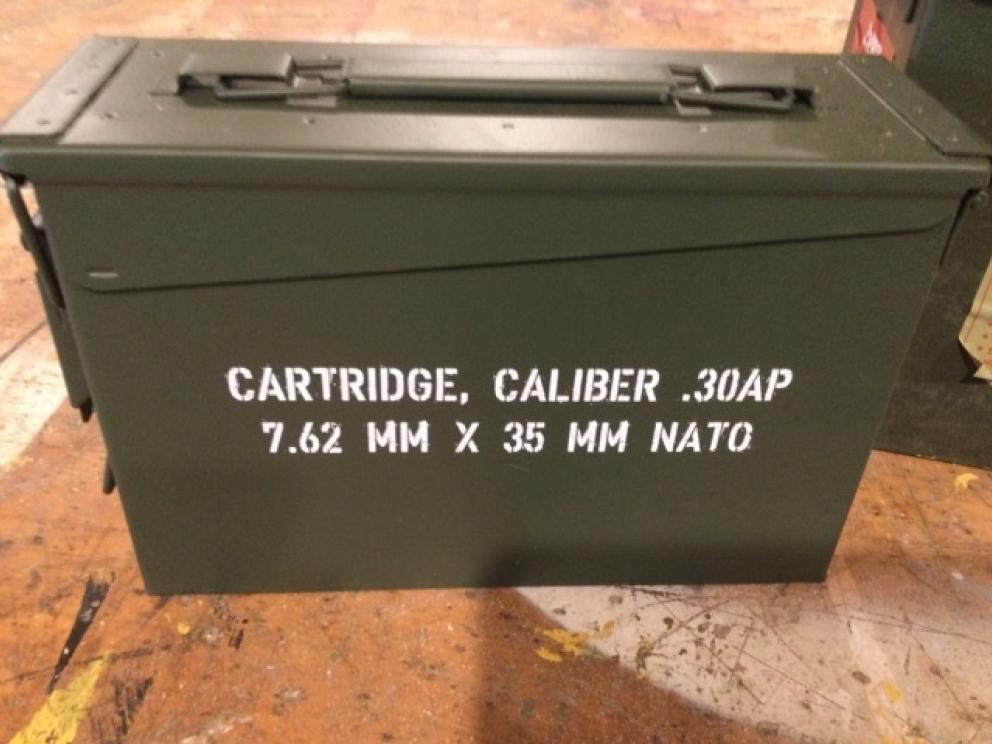 CARTRIDGE, CALIBER .30AP
7.62 MM X 35 MM NATO